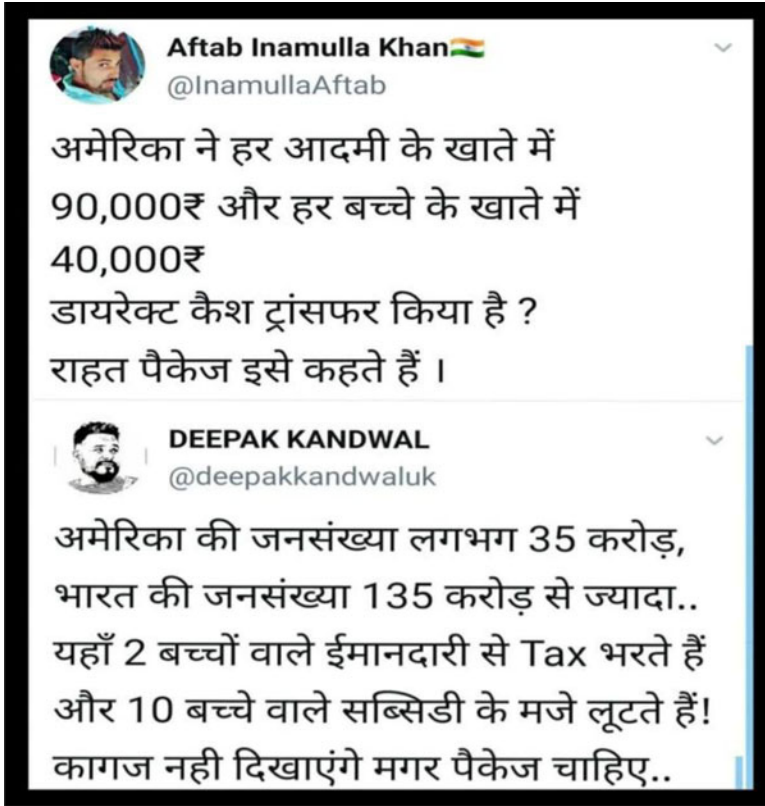 Aftab Inamulla Khan🇮🇳
@InamullaAftab
अमेरिका ने हर आदमी के खाते में
90,000₹ और हर बच्चे के खाते में
40,000₹
डायरेक्ट कैश ट्रांसफर किया है ?
राहत पैकेज इसे कहते हैं ।
DEEPAK KANDWAL
@deepakkandwaluk
अमेरिका की जनसंख्या लगभग 35 करोड़,
भारत की जनसंख्या 135 करोड़ से ज्यादा..
यहाँ 2 बच्चों वाले ईमानदारी से Tax भरते हैं
और 10 बच्चे वाले सब्सिडी के मजे लूटते हैं!
कागज नही दिखाएंगे मगर पैकेज चाहिए..